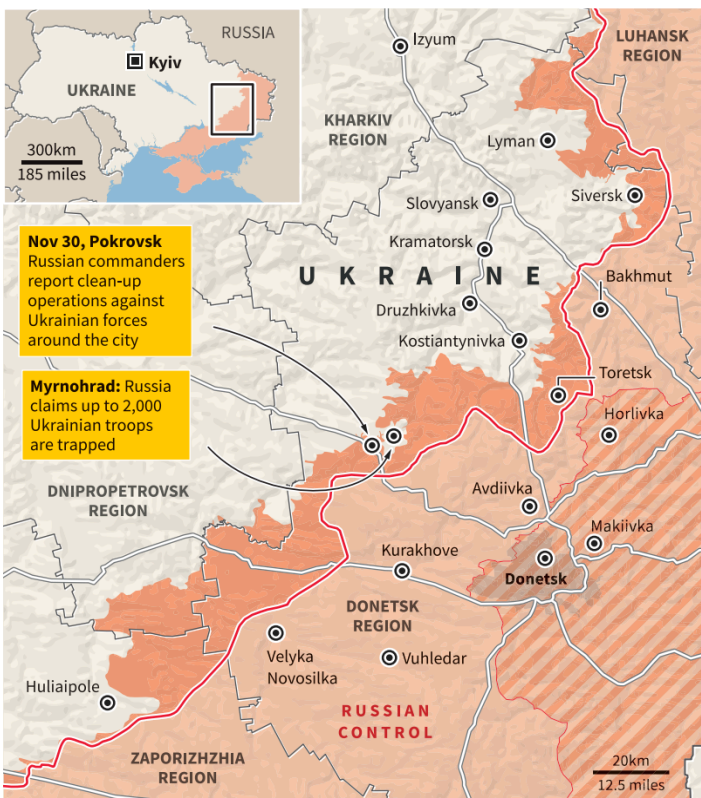 RUSSIA
Kyiv
UKRAINE
300km
185 miles
Izyum
LUHANSK
REGION
KHARKIV
REGION
Lyman
Slovyansk
Siversk
Kramatorsk
UKRAINE
Bakhmut
Druzhkivka
Kostiantynivka
Nov 30, Pokrovsk
Russian commanders
report clean-up
operations against
Ukrainian forces
around the city
Toretsk
Myrnohrad: Russia
claims up to 2,000
Ukrainian troops
are trapped
Horlivka
DNIPROPETROVSK
REGION
Avdiivka
Makiivka
Kurakhove
Donetsk
DONETSK
REGION
Velyka
Novosilka
Vuhledar
Huliaipole
RUSSIAN
CONTROL
ZAPORIZHZHIA
REGION
20km
12.5 miles